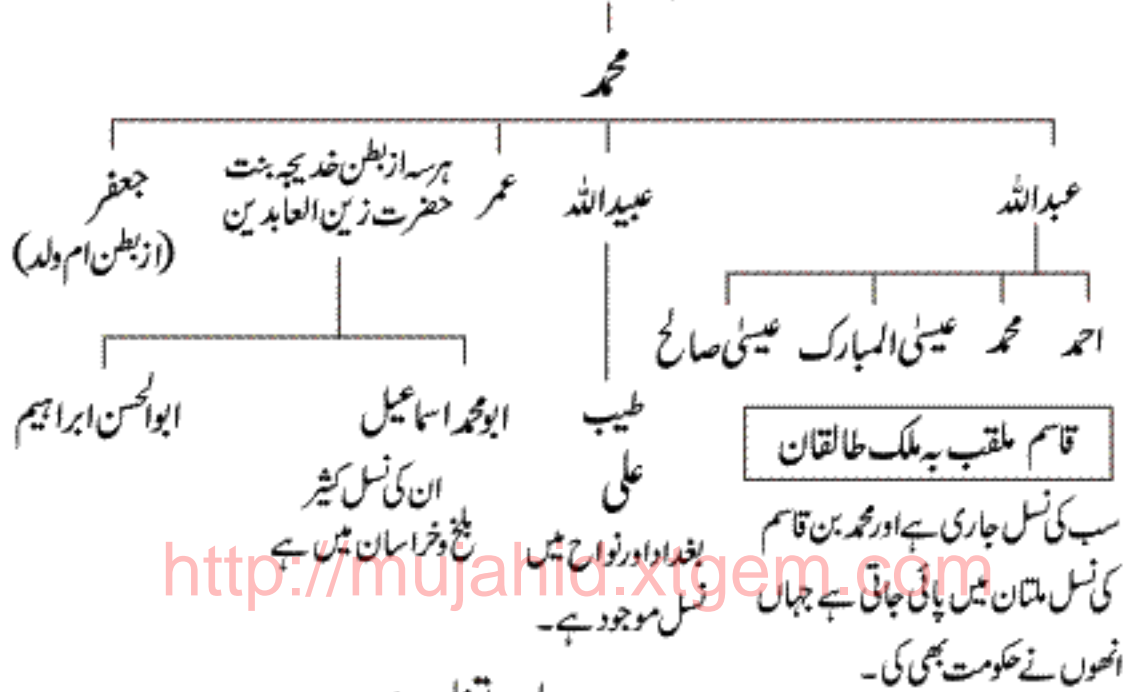 محمد
عبداللہ
عبیداللہ
عمر
ہر سہ از بطن خدیجہ بنت
حضرت زین العابدین
جعفر
(از بطن ام ولد)
احمد
محمد
عیسیٰ المبارک
عیسیٰ صالح
قاسم ملقب بہ ملک طالقان
سب کی نسل جاری ہے اور محمد بن قاسم
کی نسل ملتان میں پائی جاتی ہے جہاں
انھوں نے حکومت بھی کی۔
طیب
علی
بغداد اور نواح میں
نسل موجود ہے۔
ابو محمد اسماعیل
ان کی نسل کثیر
بلخ و خراسان میں ہے
ابوالحسن ابراہیم
http://mujahid.xtgem.com